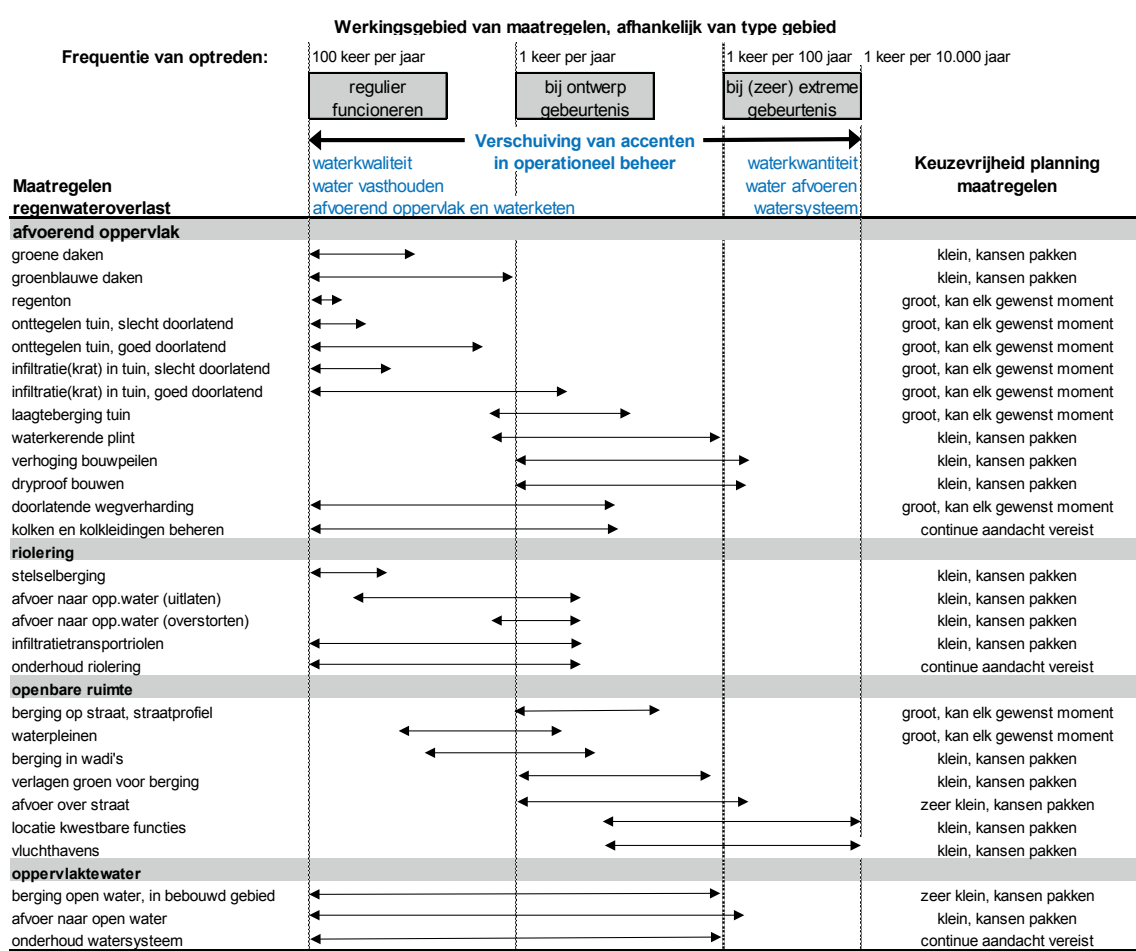 Werkingsgebied van maatregelen, afhankelijk van type gebied
Frequentie van optreden: 100 keer per jaar 1 keer per jaar 1 keer per 100 jaar 1 keer per 10.000 jaar
regulier bij ontwerp bij (zeer) extreme
funcioneren gebeurtenis gebeurtenis
Verschuiving van accenten
waterkwaliteit in operationeel beheer waterkwantiteit Keuzevrijheid planning
Maatregelen water vasthouden water afvoeren maatregelen
regenwateroverlast afvoerend oppervlak en waterketen watersysteem
afvoerend oppervlak
groene daken klein, kansen pakken
groenblauwe daken klein, kansen pakken
regenton groot, kan elk gewenst moment
onttegelen tuin, slecht doorlatend groot, kan elk gewenst moment
onttegelen tuin, goed doorlatend groot, kan elk gewenst moment
infiltratie(krat) in tuin, slecht doorlatend groot, kan elk gewenst moment
infiltratie(krat) in tuin, goed doorlatend groot, kan elk gewenst moment
laagteberging tuin groot, kan elk gewenst moment
waterkerende plint klein, kansen pakken
verhoging bouwpeilen klein, kansen pakken
dryproof bouwen klein, kansen pakken
doorlatende wegverharding groot, kan elk gewenst moment
kolken en kolkleidingen beheren continue aandacht vereist
riolering
stelselberging klein, kansen pakken
afvoer naar opp.water (uitlaten) klein, kansen pakken
afvoer naar opp.water (overstorten) klein, kansen pakken
infiltratietransportriolen klein, kansen pakken
onderhoud riolering continue aandacht vereist
openbare ruimte
berging op straat, straatprofiel groot, kan elk gewenst moment
waterpleinen groot, kan elk gewenst moment
berging in wadi's klein, kansen pakken
verlagen groen voor berging klein, kansen pakken
afvoer over straat zeer klein, kansen pakken
locatie kwestbare functies klein, kansen pakken
vluchthavens klein, kansen pakken
oppervlaktewater
berging open water, in bebouwd gebied zeer klein, kansen pakken
afvoer naar open water klein, kansen pakken
onderhoud watersysteem continue aandacht vereist